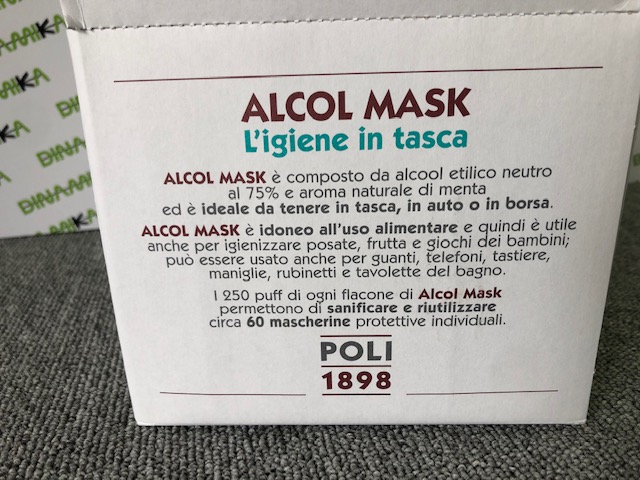 ALCOL MASK
L'igiene in tasca
ALCOL MASK è composto da alcool etilico neutro
al 75% e aroma naturale di menta
ed è ideale da tenere in tasca, in auto o in borsa.
ALCOL MASK è idoneo all'uso alimentare e quindi è utile
anche per igienizzare posate, frutta e giochi dei bambini;
può essere usato anche per guanti, telefoni, tastiere,
maniglie, rubinetti e tavolette del bagno.
I 250 puff di ogni flacone di Alcol Mask
permettono di sanificare e riutilizzare
circa 60 mascherine protettive individuali.
POLI
1898